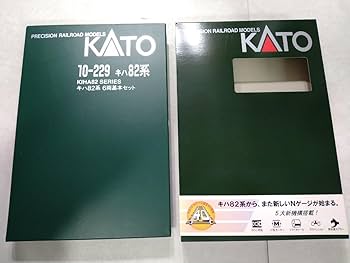 PRECISION RAILROAD MODELS
KATO
10-229 キハ82系
KIHA82 SERIES
キハ82系 6両基本セット
PRECISION RAILROAD MODELS
KATO
キハ82系から、また新しいNゲージが始まる。
5大新機構搭載!